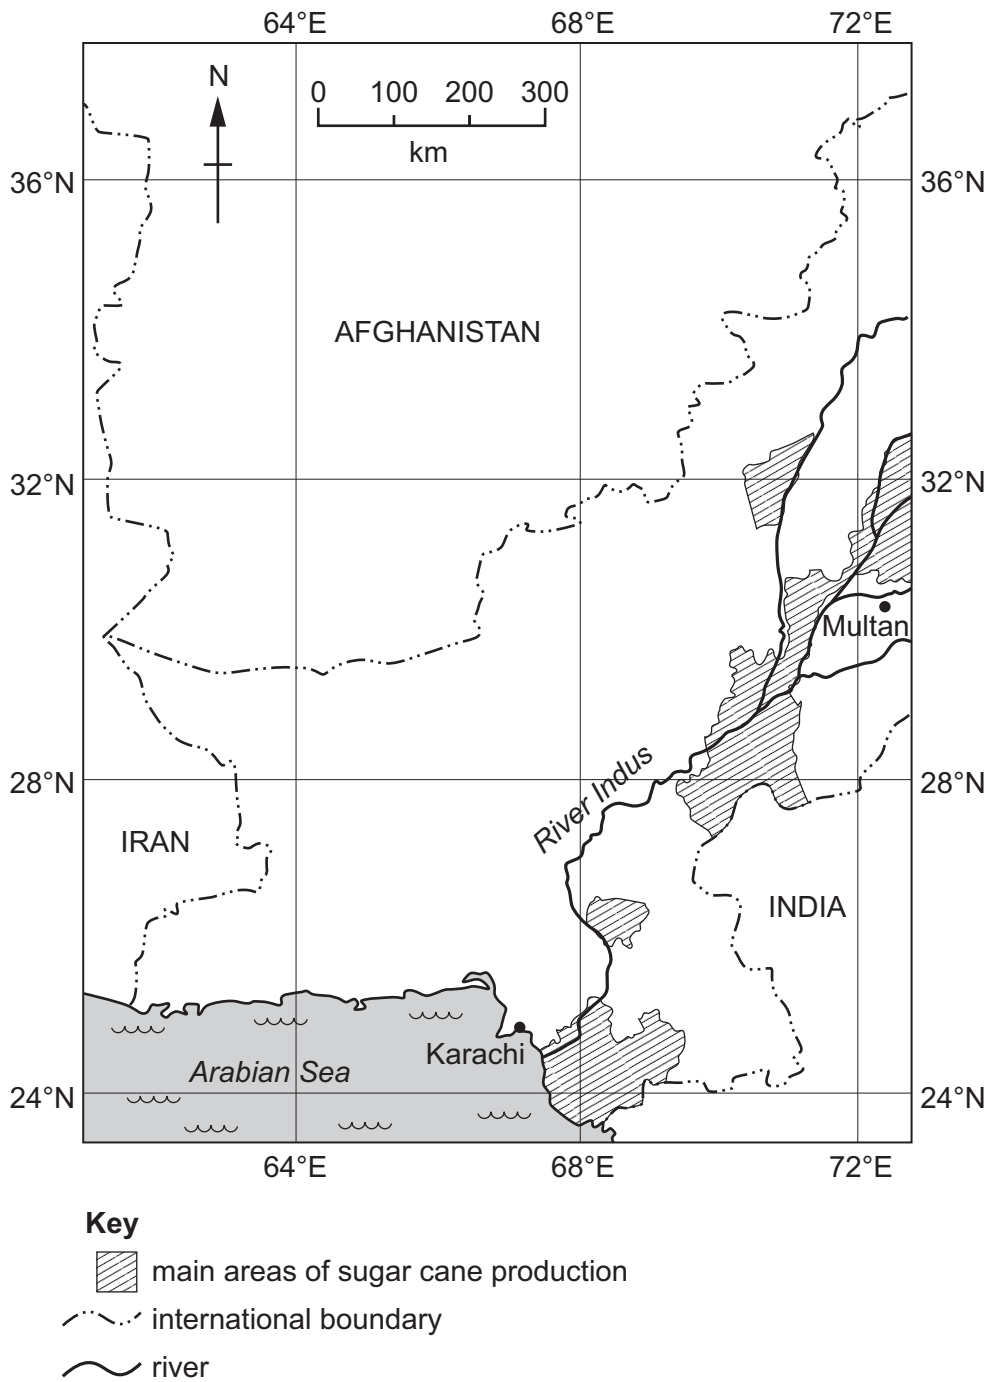 64°E 68°E 72°E
N
0 100 200 300
km
36°N 36°N
AFGHANISTAN
32°N 32°N
Multan
River Indus
28°N 28°N
IRAN
INDIA
Karachi
Arabian Sea
24°N 24°N
64°E 68°E 72°E
Key
main areas of sugar cane production
international boundary
river